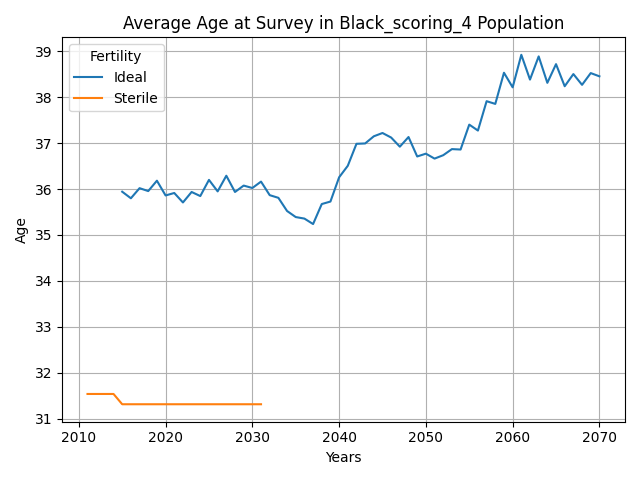 Average Age at Survey in Black_scoring_4 Population
Fertility
Ideal
Sterile
Age
39
38
37
36
35
34
33
32
31
2010 2020 2030 2040 2050 2060 2070
Years